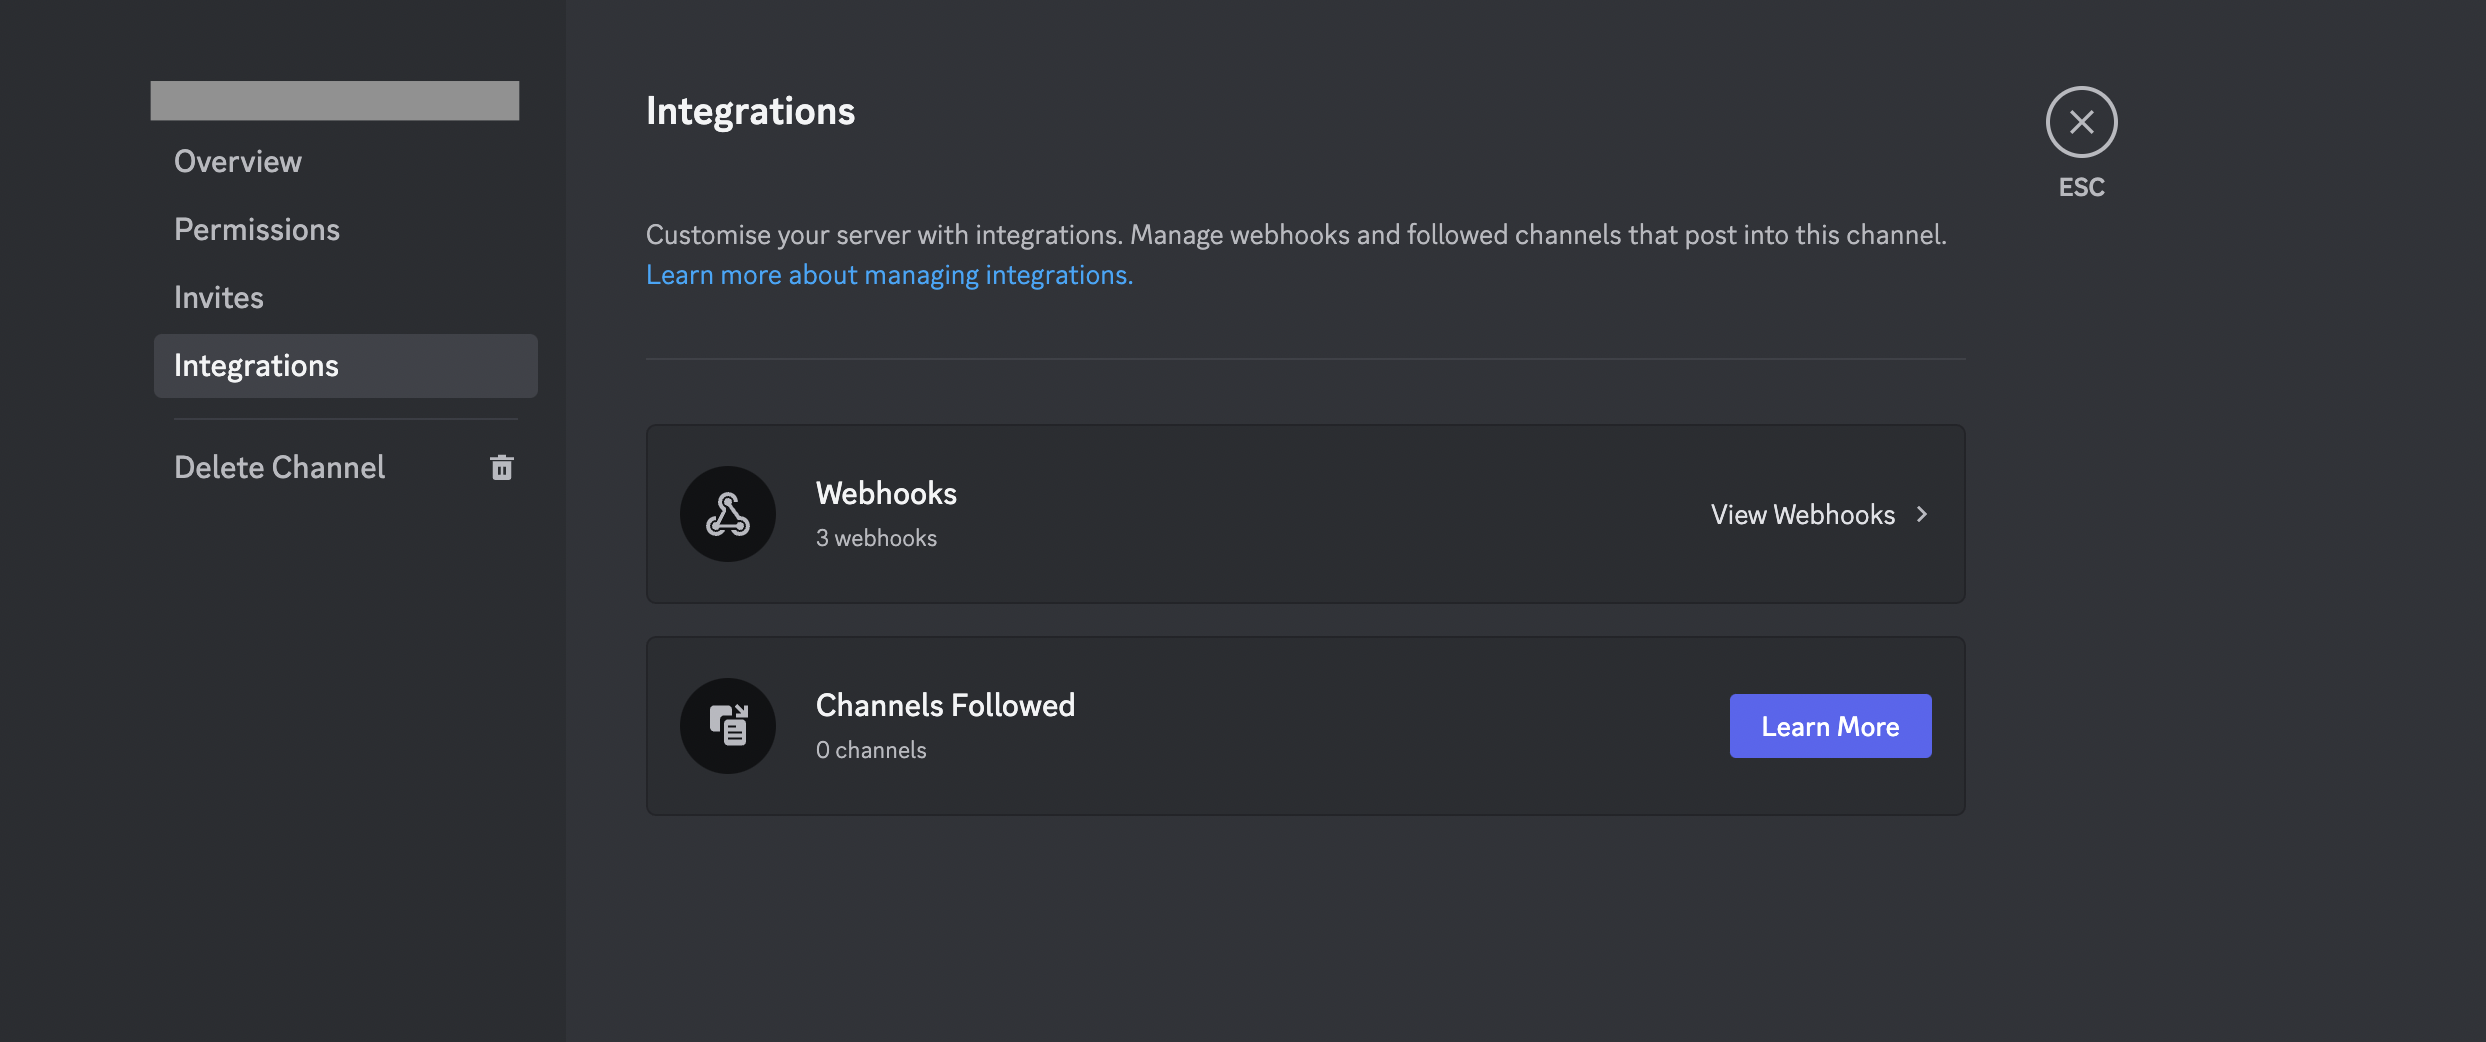 Overview
Permissions
Invites
Integrations
Delete Channel
Integrations
ESC
Customise your server with integrations. Manage webhooks and followed channels that post into this channel.
Learn more about managing integrations.
Webhooks
3 webhooks
View Webhooks
Channels Followed
0 channels
Learn More